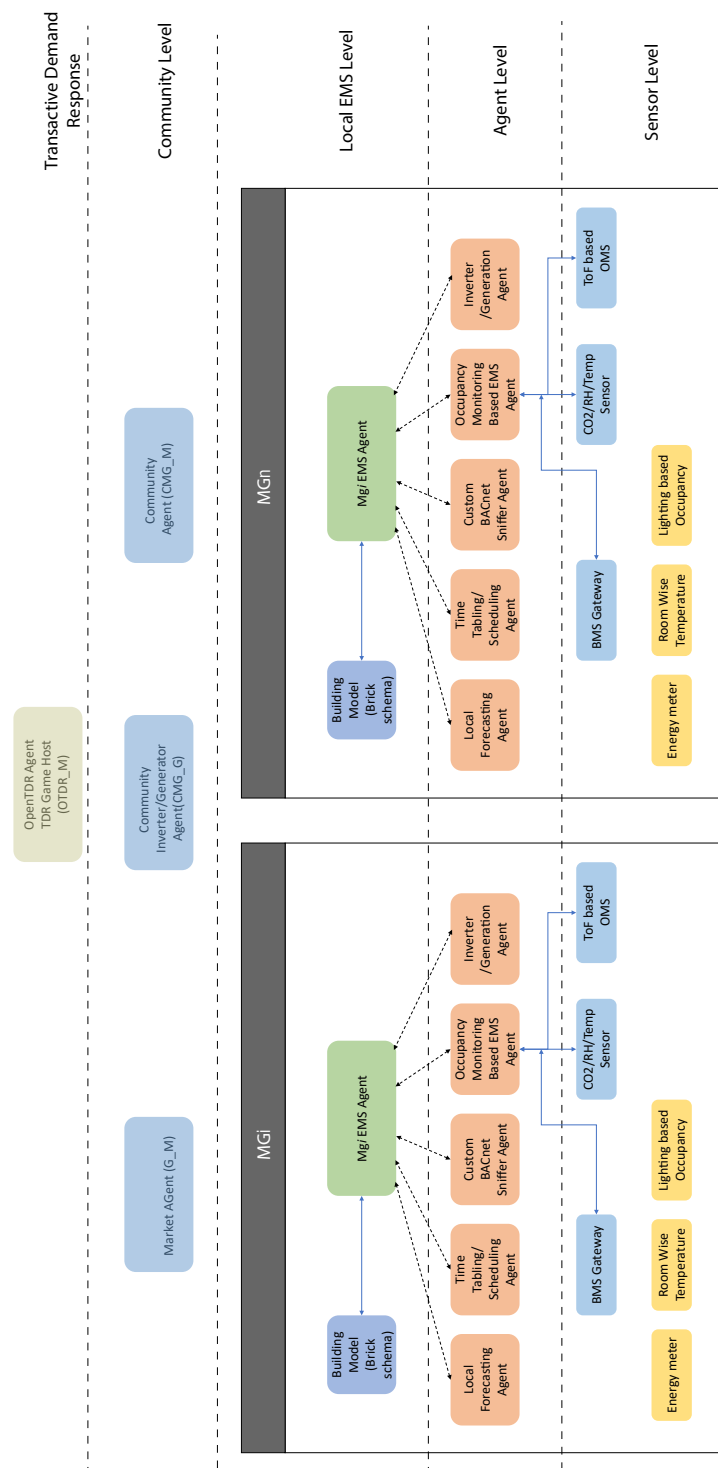 Transactive Demand
Response
Community Level
Local EMS Level
Agent Level
Sensor Level
OpenTDR Agent
TDR Game Host
(OTDR_M)
Market AGent (G_M)
Community
Inverter/Generator
Agent(CMG_G)
Community
Agent (CMG_M)
MGi
Building
Model
(Brick
schema)
Mgi EMS Agent
Local
Forecasting
Agent
Time
Tabling/
Scheduling
Agent
Custom
BACnet
Sniffer Agent
Occupancy
Monitoring
Based EMS
Agent
Inverter
/Generation
Agent
BMS Gateway
CO2/RH/Temp
Sensor
ToF based
OMS
Energy meter
Room Wise
Temperature
Lighting based
Occupancy
MGn
Building
Model
(Brick
schema)
Mgi EMS Agent
Local
Forecasting
Agent
Time
Tabling/
Scheduling
Agent
Custom
BACnet
Sniffer Agent
Occupancy
Monitoring
Based EMS
Agent
Inverter
/Generation
Agent
BMS Gateway
CO2/RH/Temp
Sensor
ToF based
OMS
Energy meter
Room Wise
Temperature
Lighting based
Occupancy